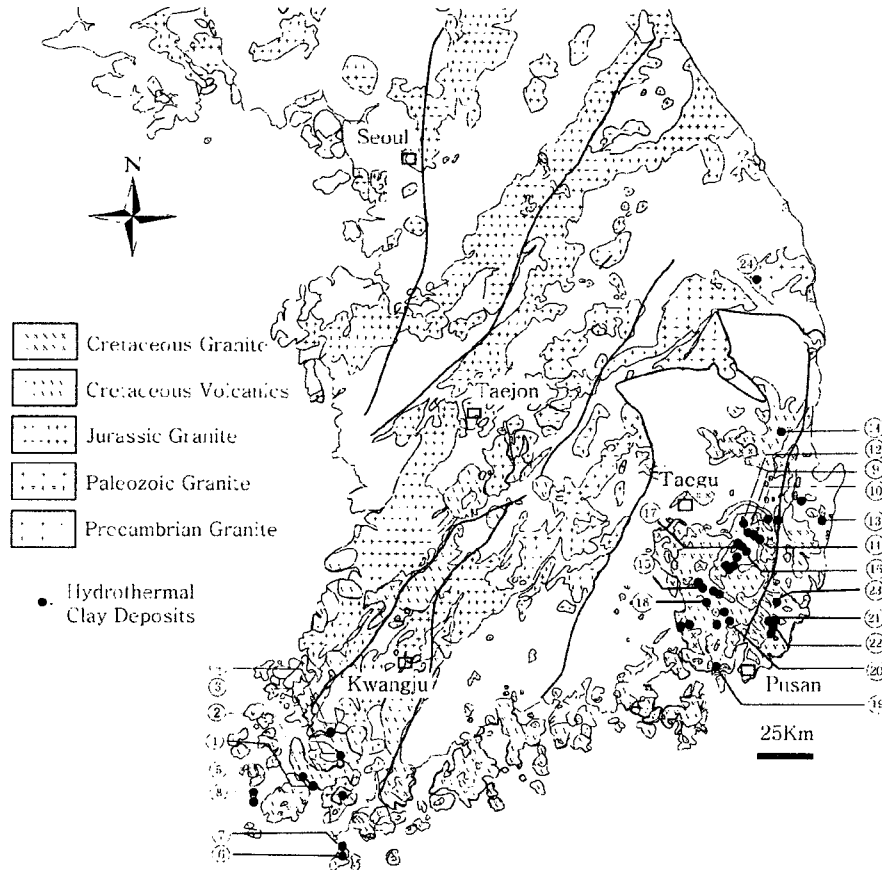 N
Seoul
24
Cretaceous Granite
Cretaceous Volcanics
Jurassic Granite
Paleozoic Granite
Precambrian Granite
Hydrothermal
Clay Deposits
Taejon
Taegu
Kwangju
Pusan
25Km
14
12
9
10
13
11
16
23
21
22
20
19
17
15
18
3
2
1
5
8
7
6